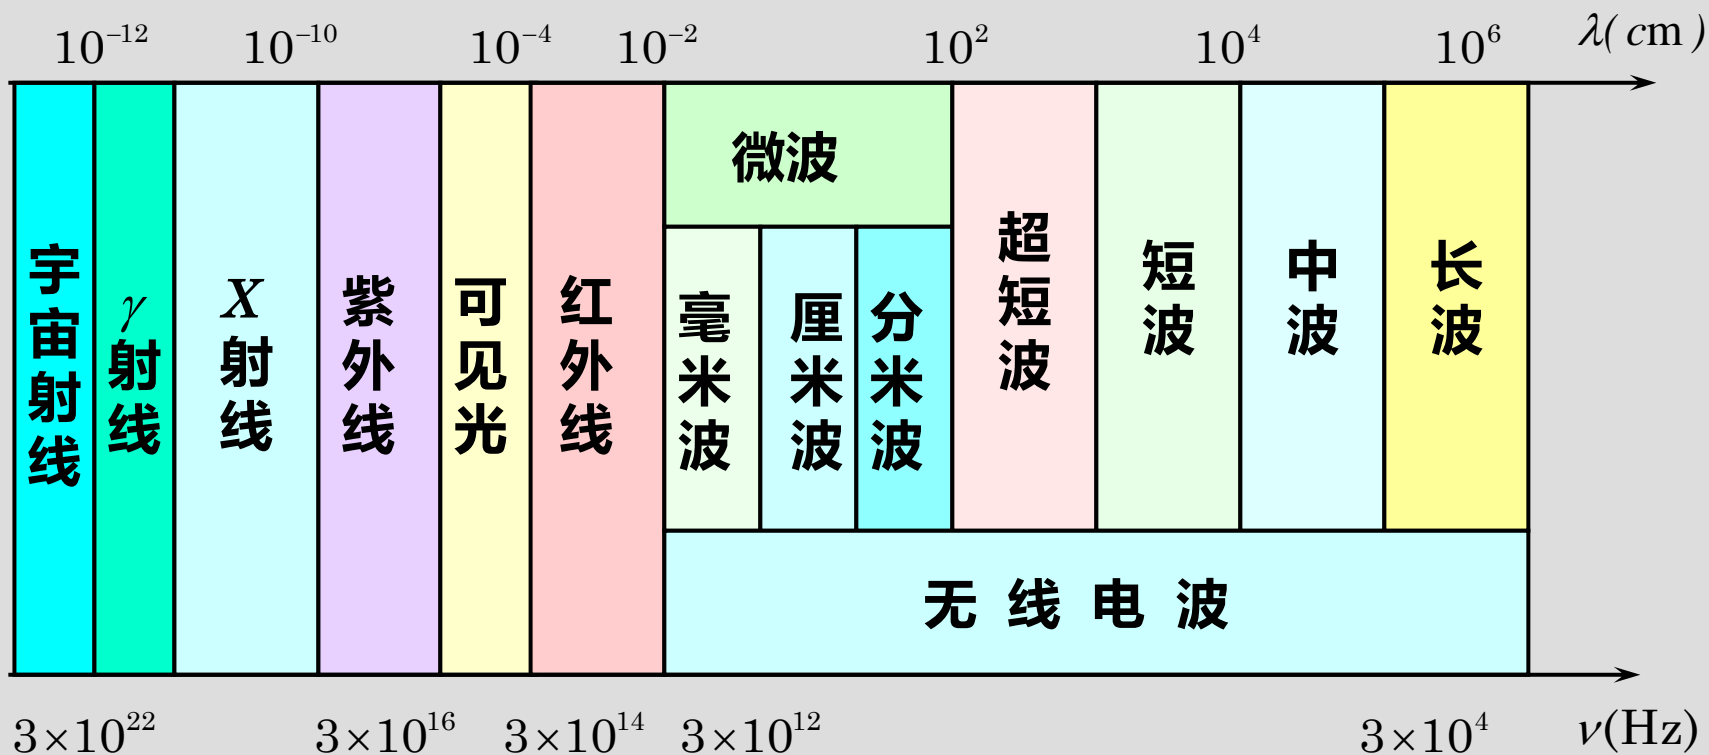 10⁻¹² 10⁻¹⁰ 10⁻⁴ 10⁻² 10² 10⁴ 10⁶ λ(cm)
宇宙射线
γ射线
X射线
紫外线
可见光
红外线
微波
毫米波
厘米波
分米波
超短波
短波
中波
长波
无线电波
3×10²² 3×10¹⁶ 3×10¹⁴ 3×10¹² 3×10⁴ ν(Hz)